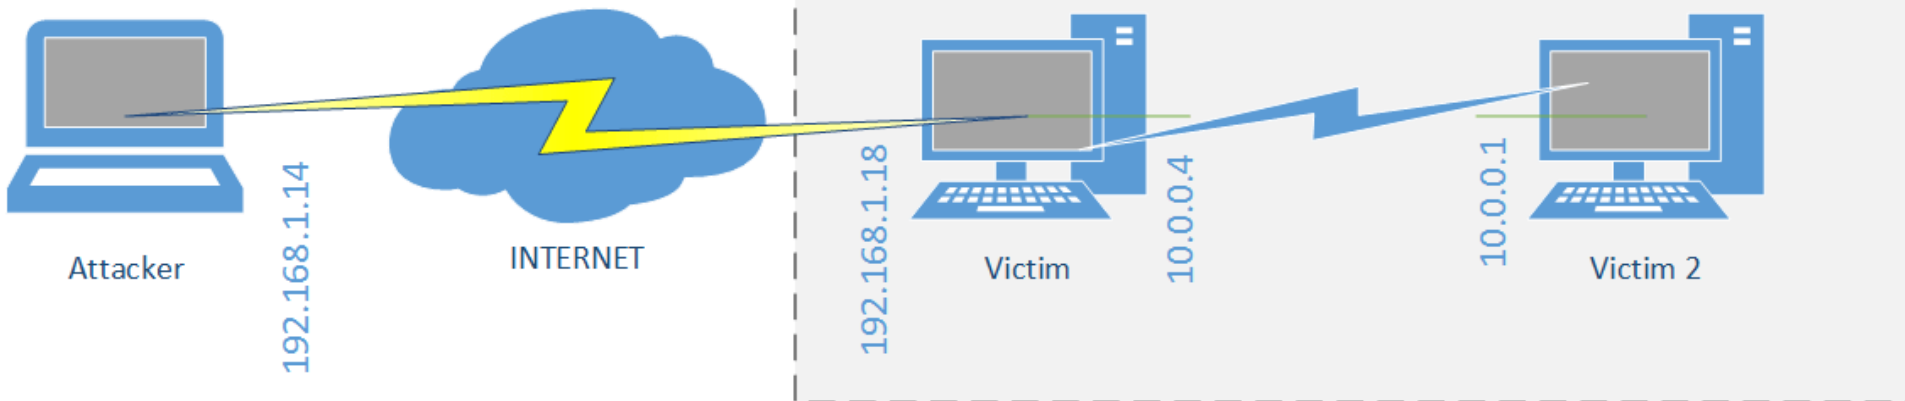 Attacker
192.168.1.14
INTERNET
192.168.1.18
Victim
10.0.0.4
10.0.0.1
Victim 2